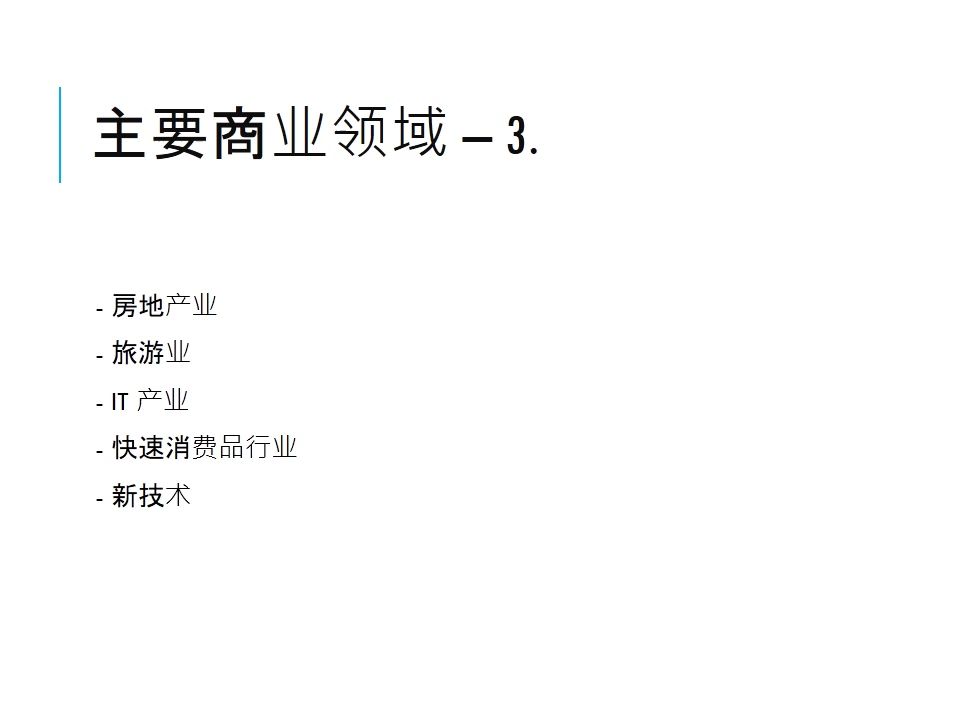 主要商业领域 – 3.
- 房地产业
- 旅游业
- IT 产业
- 快速消费品行业
- 新技术